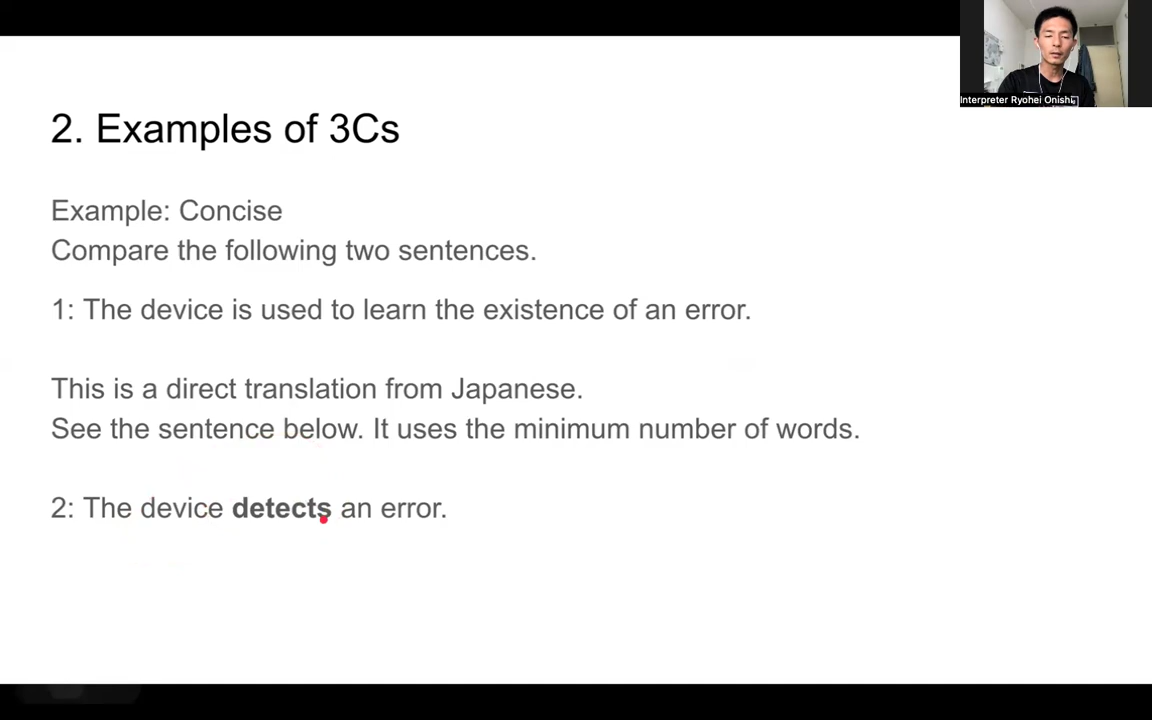 Interpreter Ryohei Onishi
2. Examples of 3Cs
Example: Concise
Compare the following two sentences.
1: The device is used to learn the existence of an error.
This is a direct translation from Japanese.
See the sentence below. It uses the minimum number of words.
2: The device detects an error.